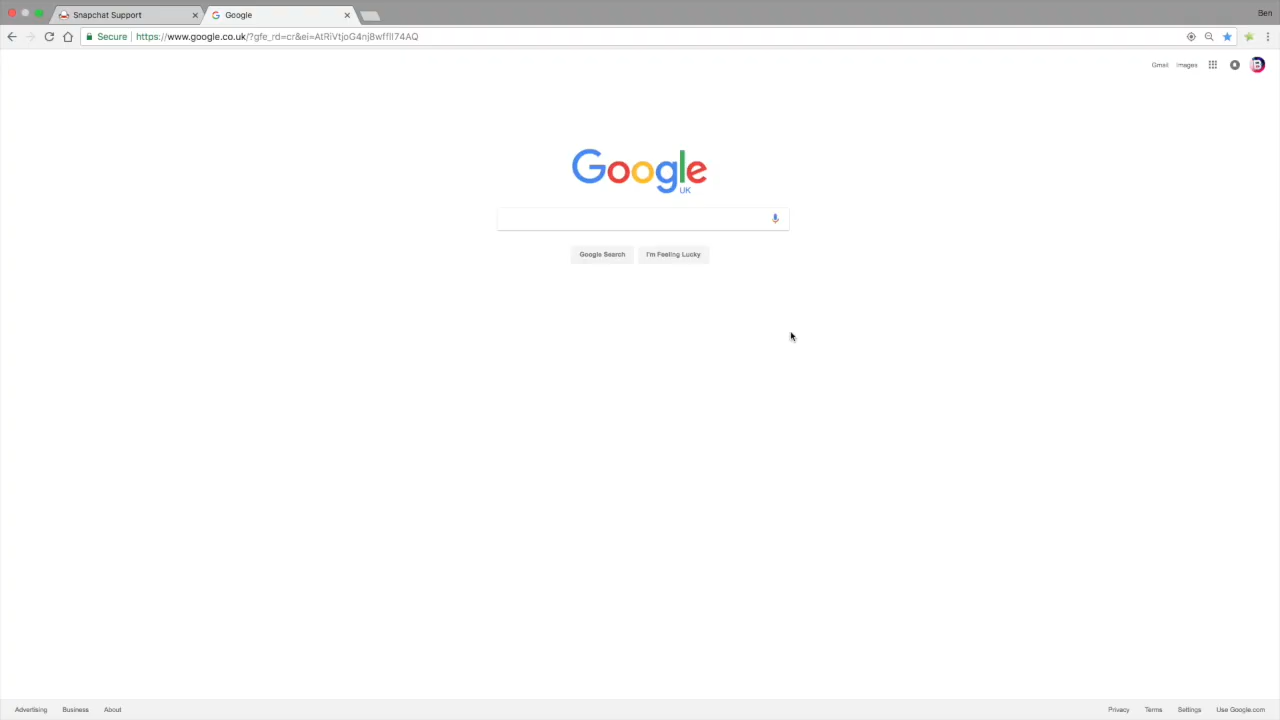 Snapchat Support
Google
Ben
Secure
https://www.google.co.uk/?gfe_rd=cr&ei=AtRiVtjoG4nj8wffll74AQ
Gmail
Images
Google
UK
Google Search
I'm Feeling Lucky
Advertising
Business
About
Privacy
Terms
Settings
Use Google.com